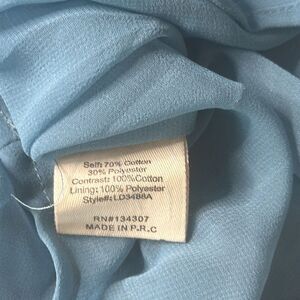 Self: 70% Cotton
30% Polyester
Contrast: 100%Cotton
Lining: 100% Polyester
Style#: LD3488A
RN#134307
MADE IN P.R.C